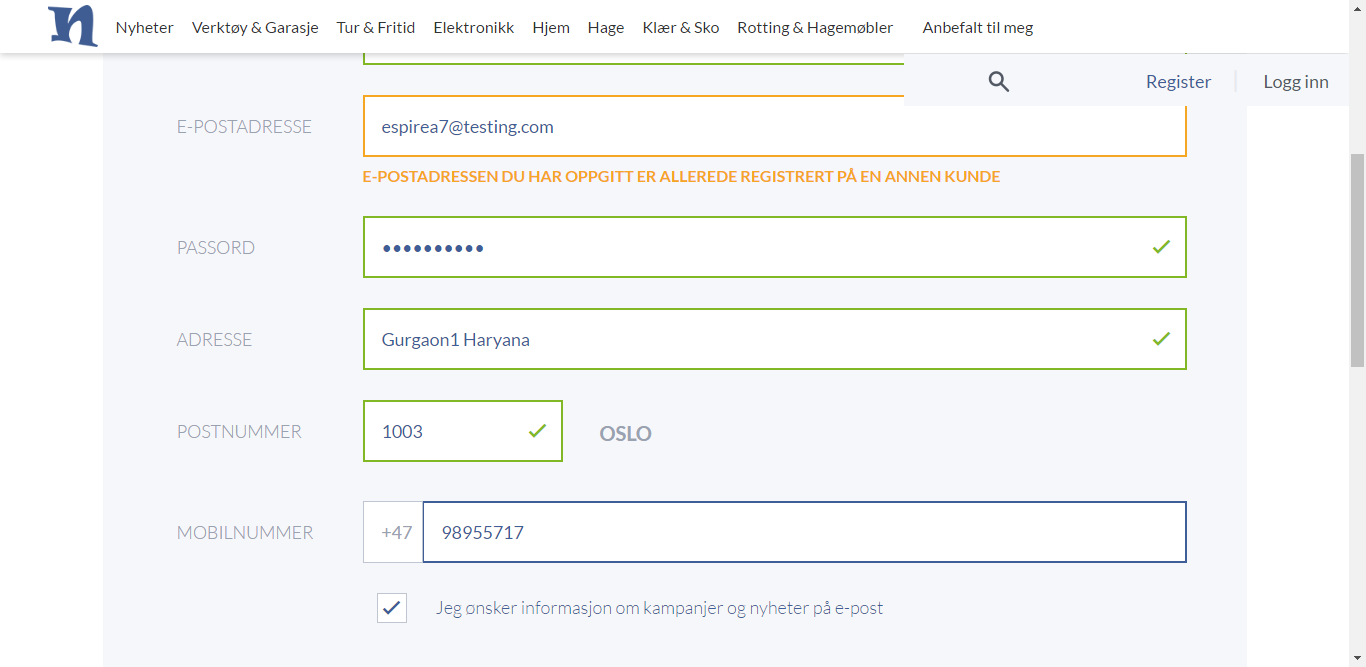 n Nyheter Verktøy & Garasje Tur & Fritid Elektronikk Hjem Hage Klær & Sko Rotting & Hagemøbler Anbefalt til meg
Register Logg inn
E-POSTADRESSE espirea7@testing.com
E-POSTADRESSEN DU HAR OPPGITT ER ALLEREDE REGISTRERT PÅ EN ANNEN KUNDE
PASSORD ••••••••••
ADRESSE Gurgaon1 Haryana
POSTNUMMER 1003 OSLO
MOBILNUMMER +47 98955717
Jeg ønsker informasjon om kampanjer og nyheter på e-post